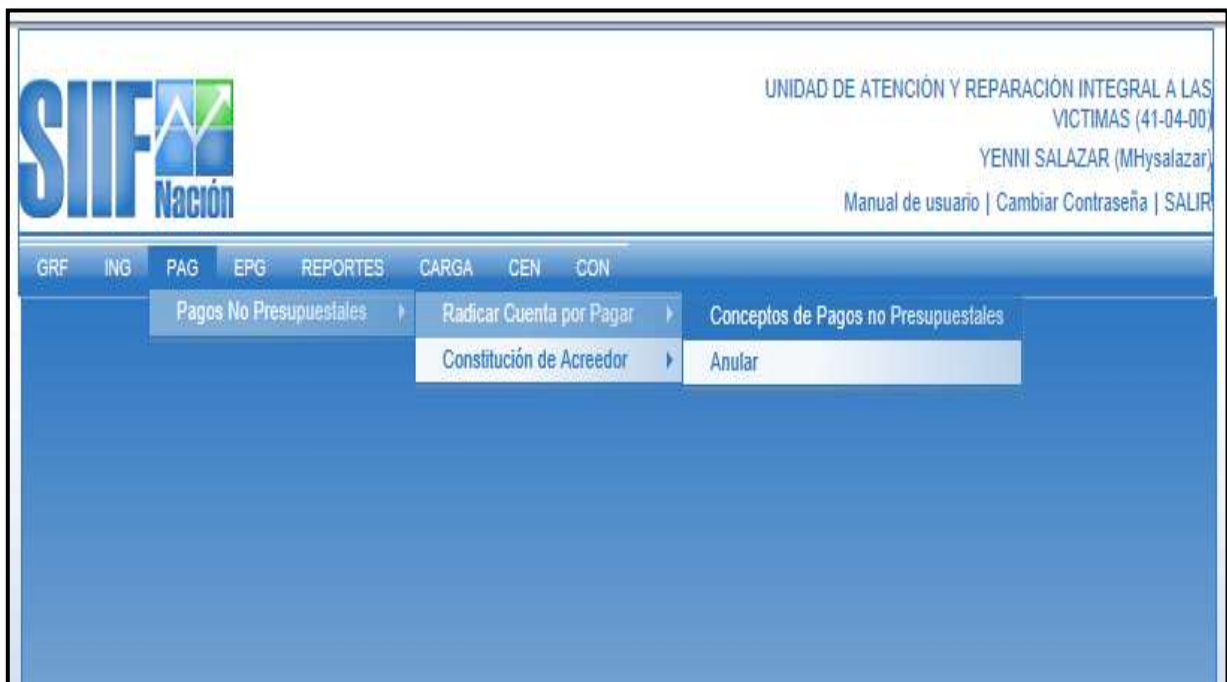 SIIF
Nación
UNIDAD DE ATENCIÓN Y REPARACIÓN INTEGRAL A LAS
VICTIMAS (41-04-00)
YENNI SALAZAR (MHysalazar)
Manual de usuario | Cambiar Contraseña | SALIR
GRF ING PAG EPG REPORTES CARGA CEN CON
Pagos No Presupuestales Radicar Cuenta por Pagar Conceptos de Pagos no Presupuestales
Constitución de Acreedor Anular